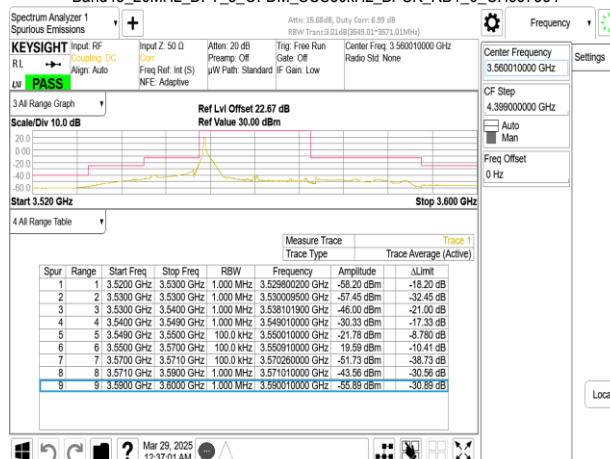 Spectrum Analyzer 1
Spurious Emissions
Attn: 15.68dB, Duty Corr: 6.99 dB
RBW Trans:3.01dB(3549.01MHz~3571.01MHz)
Frequency
Settings
KEYSIGHT
RL
PASS
Input: RF
Coupling: DC
Align: Auto
Input Z: 50 Ω
Corr
Freq Ref: Int (S)
NFE: Adaptive
Atten: 20 dB
Preamp: Off
µW Path: Standard
Trig: Free Run
Gate: Off
IF Gain: Low
Center Freq: 3.560010000 GHz
Radio Std: None
Center Frequency
3.560010000 GHz
CF Step
4.399000000 GHz
Auto
Man
Freq Offset
0 Hz
3 All Range Graph
Scale/Div 10.0 dB
Ref Lvl Offset 22.67 dB
Ref Value 30.00 dBm
20.0
0.00
-20.0
-40.0
-60.0
Start 3.520 GHz
Stop 3.600 GHz
4 All Range Table
Measure Trace Trace 1
Trace Type Trace Average (Active)
Spur Range Start Freq Stop Freq RBW Frequency Amplitude ΔLimit
1 1 3.5200 GHz 3.5300 GHz 1.000 MHz 3.529800200 GHz -58.20 dBm -18.20 dB
2 2 3.5300 GHz 3.5300 GHz 1.000 MHz 3.530009500 GHz -57.45 dBm -32.45 dB
3 3 3.5300 GHz 3.5400 GHz 1.000 MHz 3.538101900 GHz -46.00 dBm -21.00 dB
4 4 3.5400 GHz 3.5490 GHz 1.000 MHz 3.549010000 GHz -30.33 dBm -17.33 dB
5 5 3.5490 GHz 3.5500 GHz 100.0 kHz 3.550010000 GHz -21.78 dBm -8.780 dB
6 6 3.5500 GHz 3.5700 GHz 100.0 kHz 3.550910000 GHz 19.59 dBm -10.41 dB
7 7 3.5700 GHz 3.5710 GHz 100.0 kHz 3.570260000 GHz -51.73 dBm -38.73 dB
8 8 3.5710 GHz 3.5900 GHz 1.000 MHz 3.571010000 GHz -43.56 dBm -30.56 dB
9 9 3.5900 GHz 3.6000 GHz 1.000 MHz 3.590010000 GHz -55.89 dBm -30.89 dB
Loca
Mar 29, 2025
12:37:01 AM